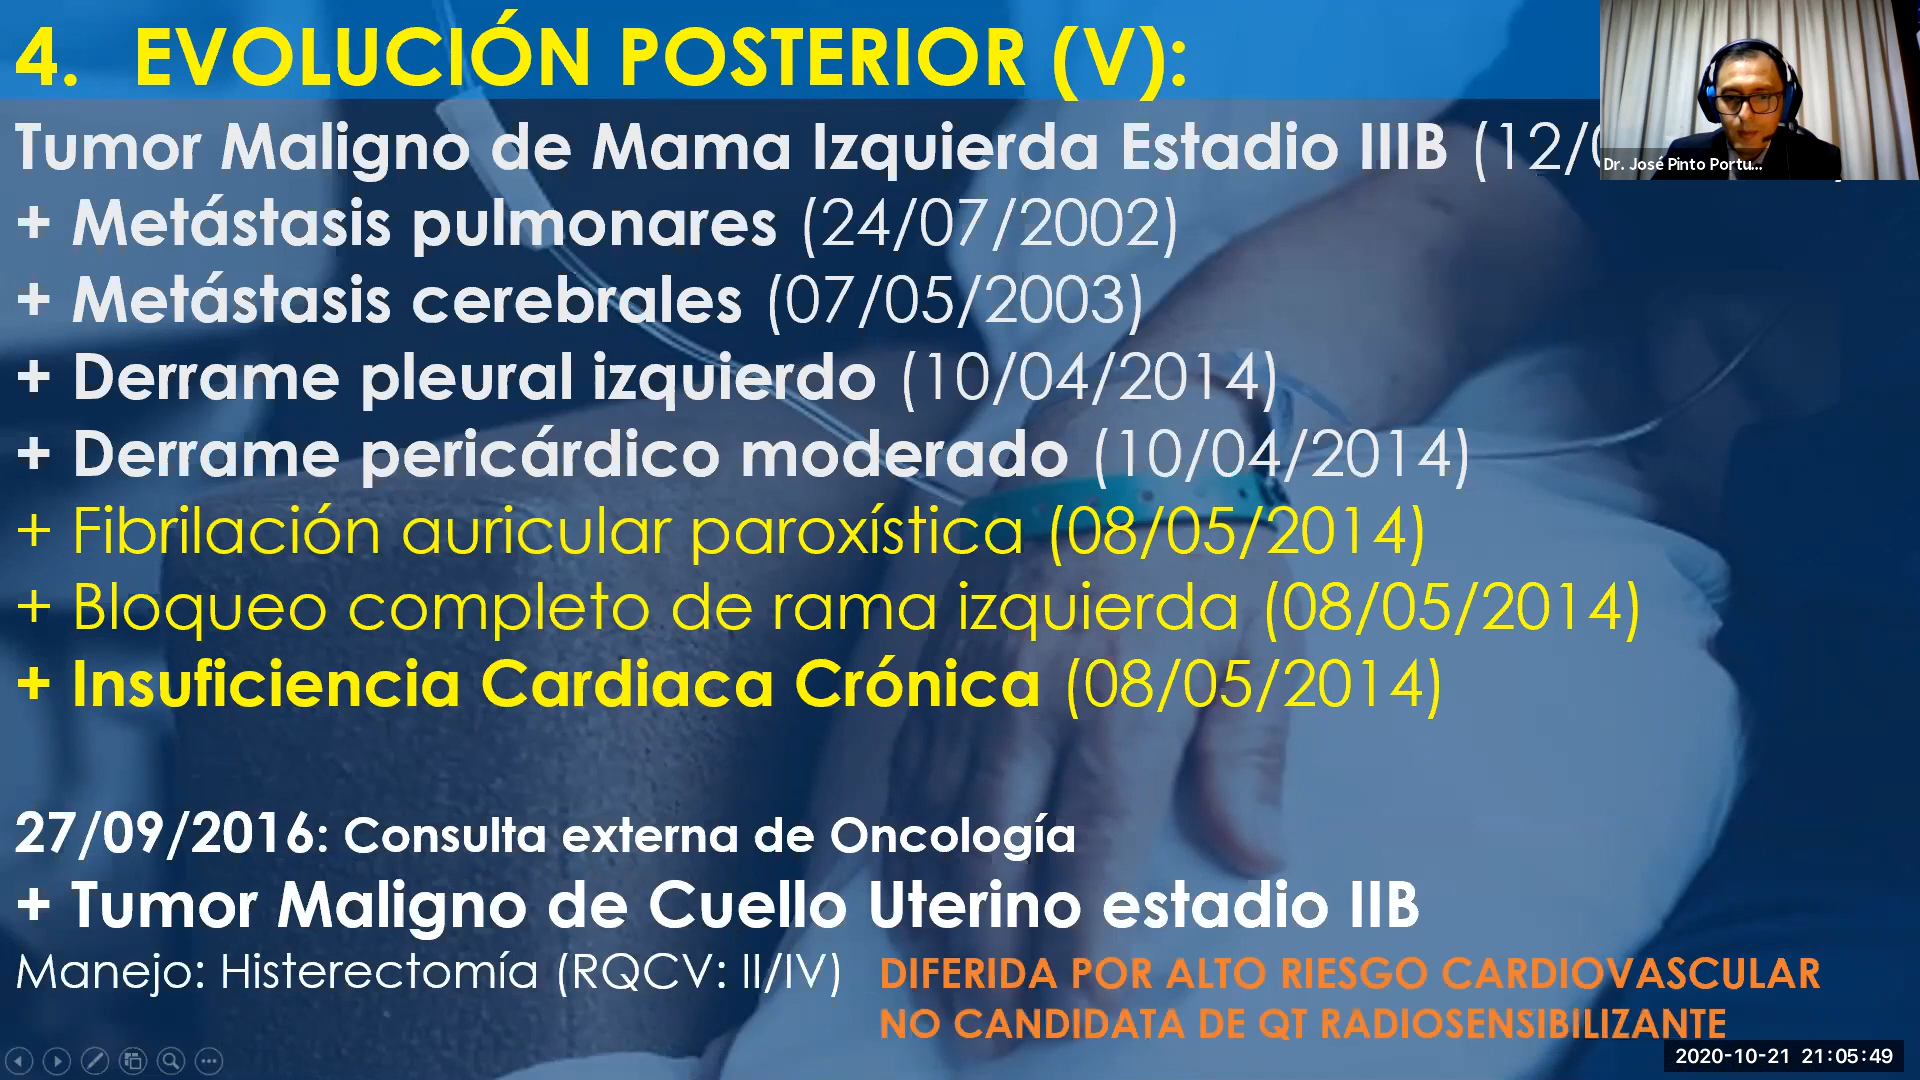 4. EVOLUCIÓN POSTERIOR (V):
Tumor Maligno de Mama Izquierda Estadio IIIB (12/
Dr. José Pinto Portu...
+ Metástasis pulmonares (24/07/2002)
+ Metástasis cerebrales (07/05/2003)
+ Derrame pleural izquierdo (10/04/2014)
+ Derrame pericárdico moderado (10/04/2014)
+ Fibrilación auricular paroxística (08/05/2014)
+ Bloqueo completo de rama izquierda (08/05/2014)
+ Insuficiencia Cardiaca Crónica (08/05/2014)
27/09/2016: Consulta externa de Oncología
+ Tumor Maligno de Cuello Uterino estadio IIB
Manejo: Histerectomía (RQCV: II/IV) DIFERIDA POR ALTO RIESGO CARDIOVASCULAR
NO CANDIDATA DE QT RADIOSENSIBILIZANTE
2020-10-21 21:05:49